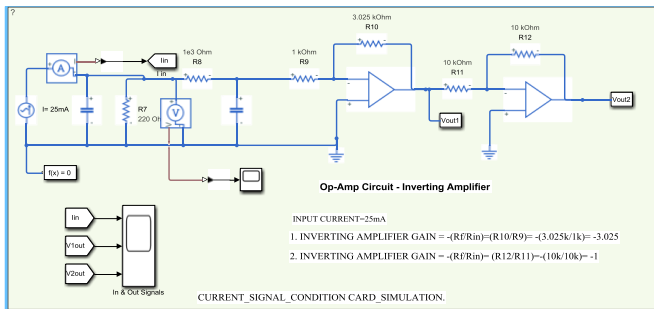 ?
3.025 kOhm
R10
10 kOhm
R12
Iin
I in
1e3 Ohm
R8
1 kOhm
R9
10 kOhm
R11
A
I= 25mA
R7
220 Oh
V
Vout1
Vout2
f(x) = 0
Op-Amp Circuit - Inverting Amplifier
Iin
V1out
V2out
In & Out Signals
INPUT CURRENT=25mA
1. INVERTING AMPLIFIER GAIN = -(Rf/Rin)=(R10/R9)= -(3.025k/1k)= -3.025
2. INVERTING AMPLIFIER GAIN = -(Rf/Rin)= (R12/R11)=-(10k/10k)= -1
CURRENT_SIGNAL_CONDITION CARD_SIMULATION.